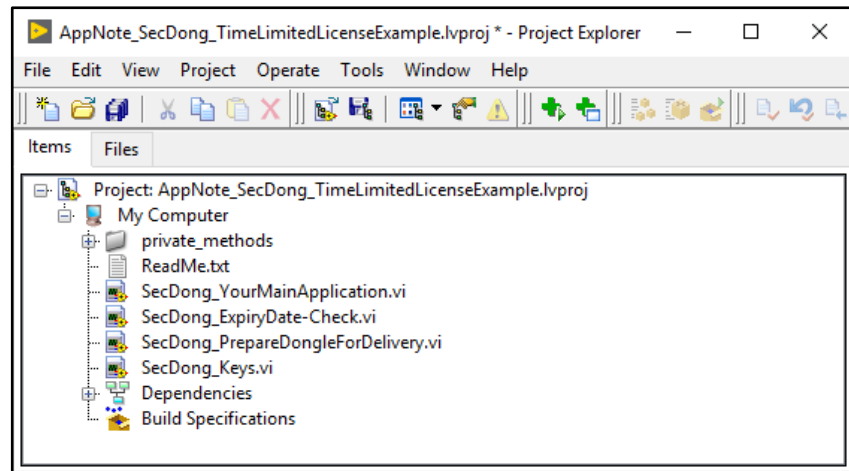 AppNote_SecDong_TimeLimitedLicenseExample.lvproj * - Project Explorer
File Edit View Project Operate Tools Window Help
Items Files
Project: AppNote_SecDong_TimeLimitedLicenseExample.lvproj
My Computer
private_methods
ReadMe.txt
SecDong_YourMainApplication.vi
SecDong_ExpiryDate-Check.vi
SecDong_PrepareDongleForDelivery.vi
SecDong_Keys.vi
Dependencies
Build Specifications